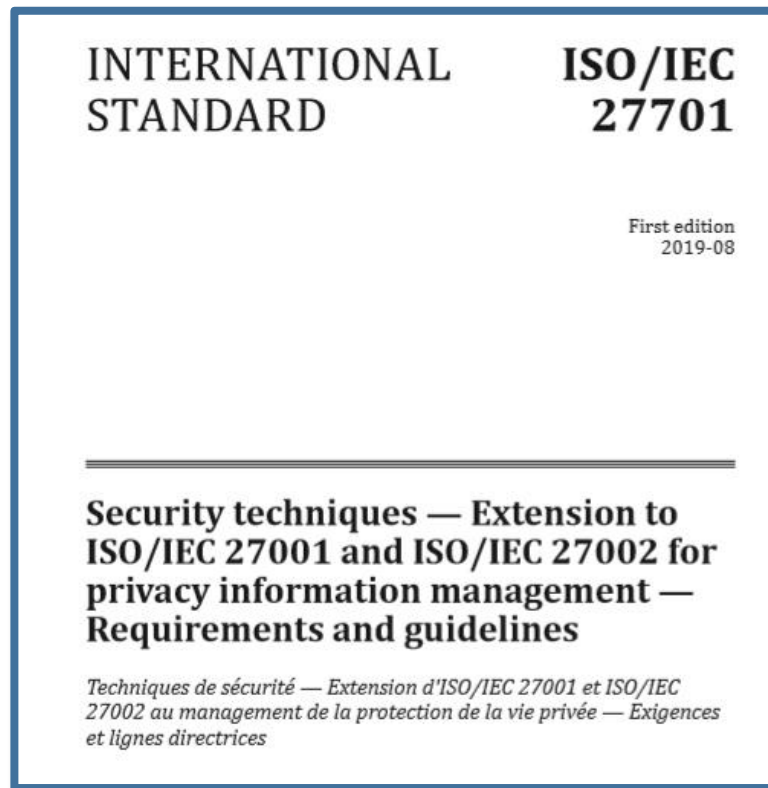 INTERNATIONAL STANDARD
ISO/IEC 27701
First edition
2019-08
Security techniques — Extension to
ISO/IEC 27001 and ISO/IEC 27002 for
privacy information management —
Requirements and guidelines
Techniques de sécurité — Extension d'ISO/IEC 27001 et ISO/IEC
27002 au management de la protection de la vie privée — Exigences
et lignes directrices